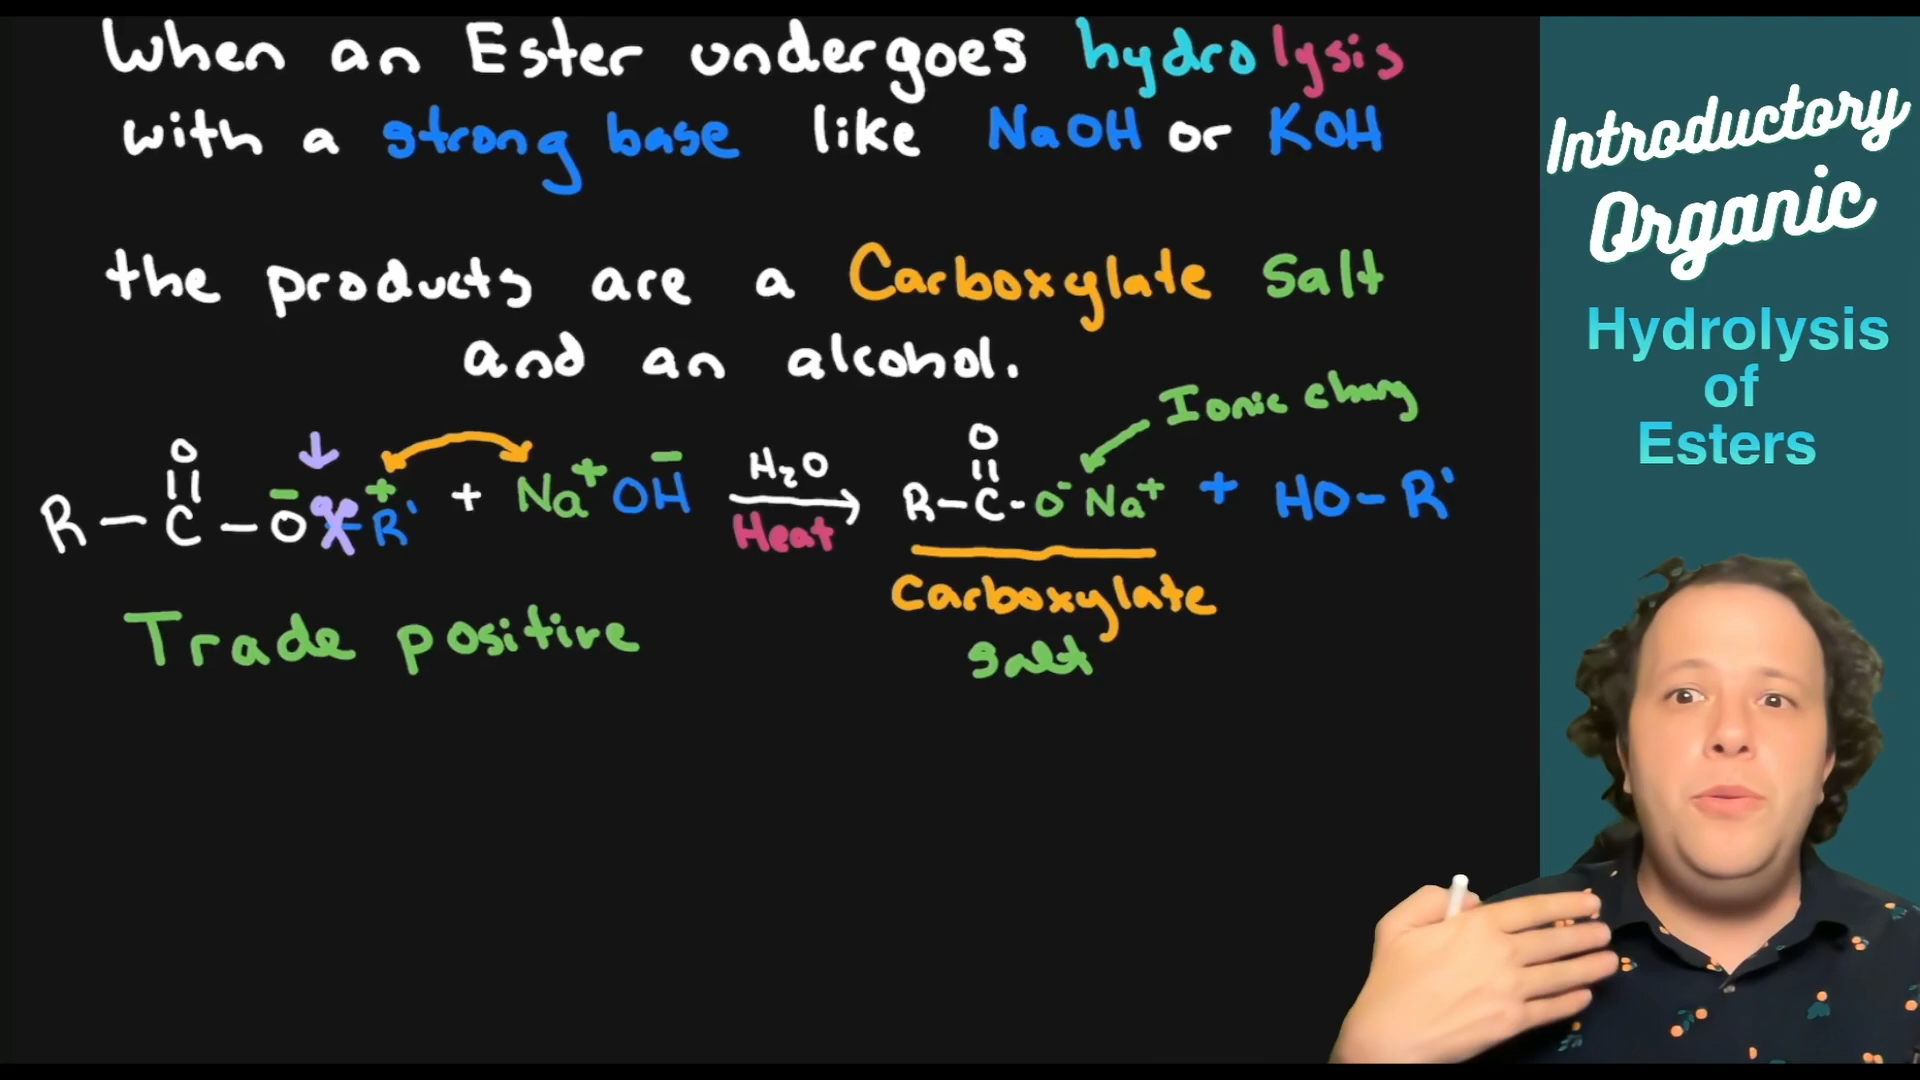 When an Ester undergoes hydrolysis
with a strong base like NaOH or KOH
the products are a Carboxylate Salt
and an alcohol.
Ionic charg
O O
R-C-O⁻ ⁺R' + Na⁺OH⁻ H₂O Heat R-C-O⁻Na⁺ + HO-R'
Carboxylate
salt
Trade positive
Introductory
Organic
Hydrolysis
of
Esters